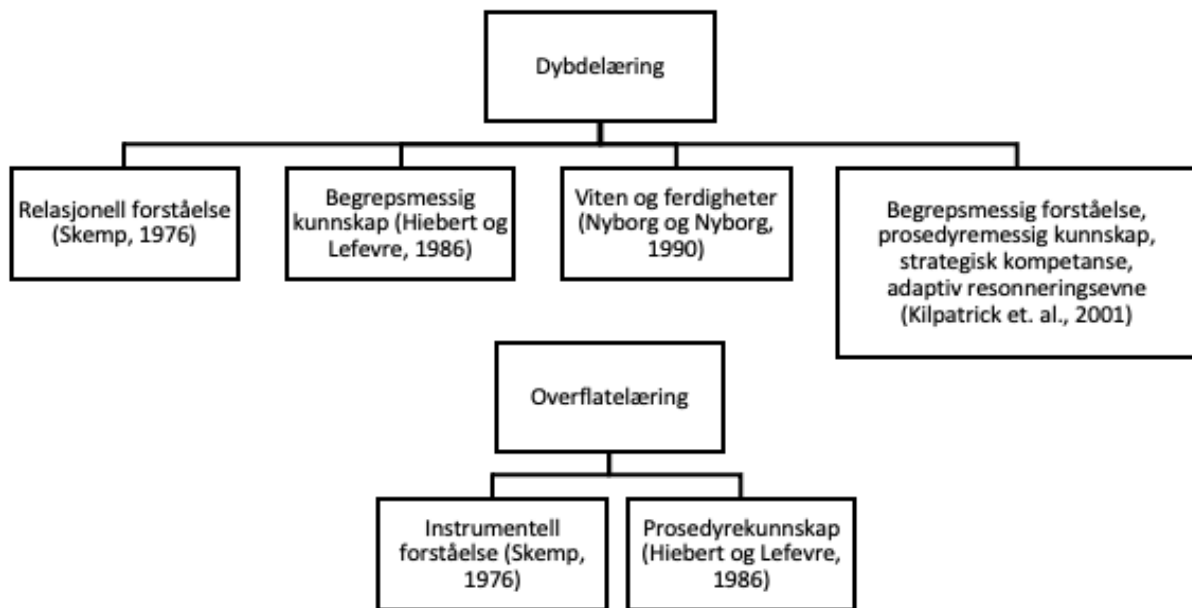 Dybdelæring
Relasjonell forståelse
(Skemp, 1976)
Begrepsmessig
kunnskap (Hiebert og
Lefevre, 1986)
Viten og ferdigheter
(Nyborg og Nyborg,
1990)
Begrepsmessig forståelse,
prosedyremessig kunnskap,
strategisk kompetanse,
adaptiv resonneringsevne
(Kilpatrick et. al., 2001)
Overflatelæring
Instrumentell
forståelse (Skemp,
1976)
Prosedyrekunnskap
(Hiebert og Lefevre,
1986)